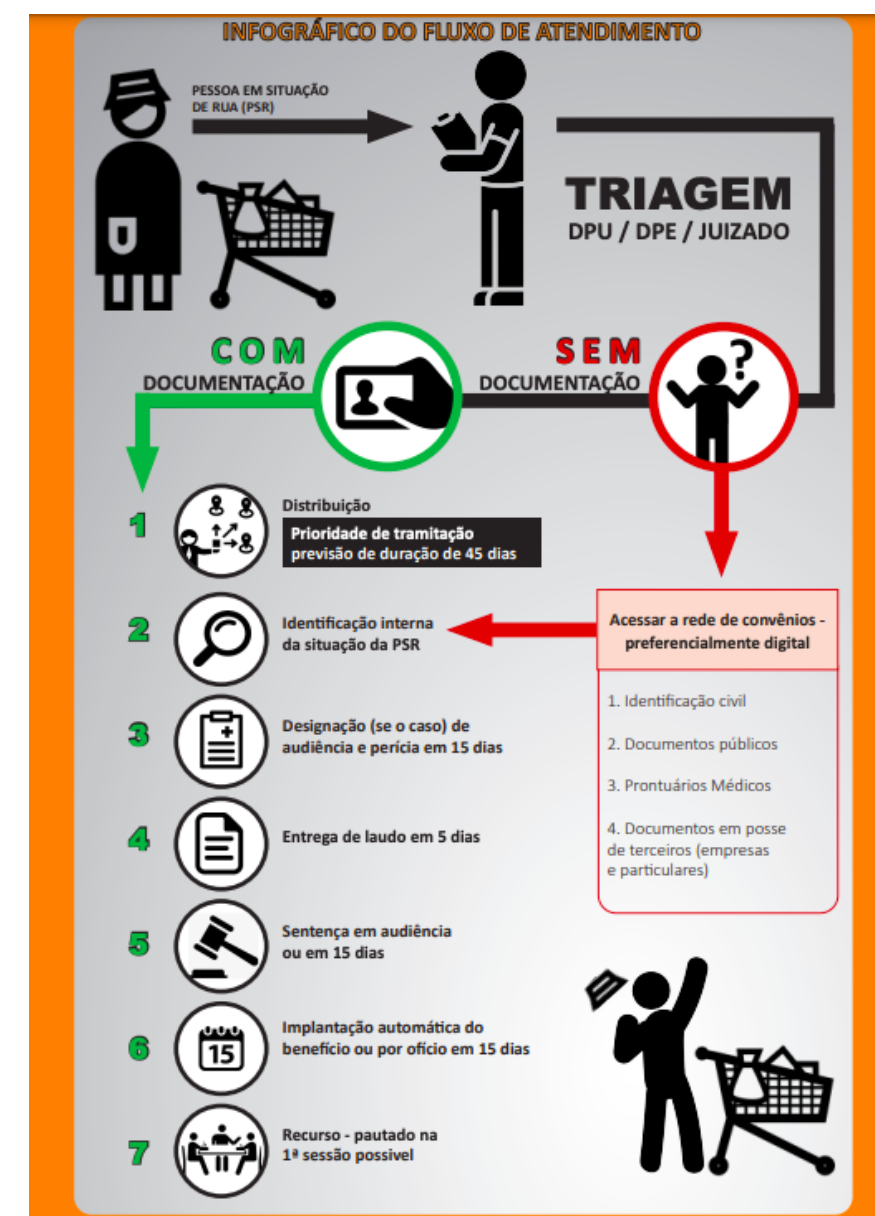 INFOGRÁFICO DO FLUXO DE ATENDIMENTO
PESSOA EM SITUAÇÃO
DE RUA (PSR)
TRIAGEM
DPU / DPE / JUIZADO
COM
DOCUMENTAÇÃO
SEM
DOCUMENTAÇÃO
?
1
Distribuição
Prioridade de tramitação
previsão de duração de 45 dias
2
Identificação interna
da situação da PSR
3
Designação (se o caso) de
audiência e perícia em 15 dias
4
Entrega de laudo em 5 dias
5
Sentença em audiência
ou em 15 dias
6
15
Implantação automática do
benefício ou por ofício em 15 dias
7
Recurso - pautado na
1ª sessão possivel
Acessar a rede de convênios -
preferencialmente digital
1. Identificação civil
2. Documentos públicos
3. Prontuários Médicos
4. Documentos em posse
de terceiros (empresas
e particulares)